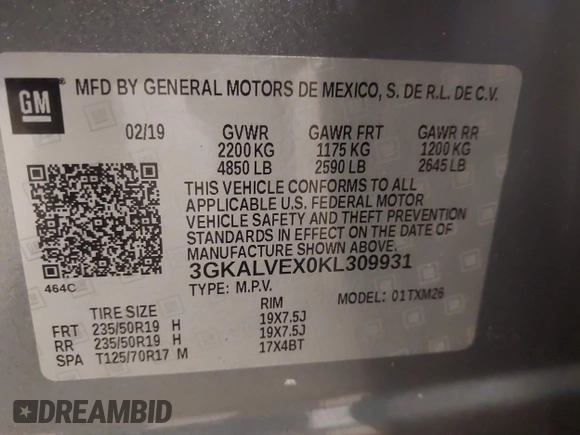 GM
MFD BY GENERAL MOTORS DE MEXICO, S. DE R.L. DE C.V.
02/19 GVWR GAWR FRT GAWR RR
2200 KG 1175 KG 1200 KG
4850 LB 2590 LB 2645 LB
THIS VEHICLE CONFORMS TO ALL
APPLICABLE U.S. FEDERAL MOTOR
VEHICLE SAFETY AND THEFT PREVENTION
STANDARDS IN EFFECT ON THE DATE OF
MANUFACTURE SHOWN ABOVE.
3GKALVEX0KL309931
464C
TYPE: M.P.V.
MODEL: 01TXM26
TIRE SIZE RIM
FRT 235/50R19 H 19X7.5J
RR 235/50R19 H 19X7.5J
SPA T125/70R17 M 17X4BT
DREAMBID